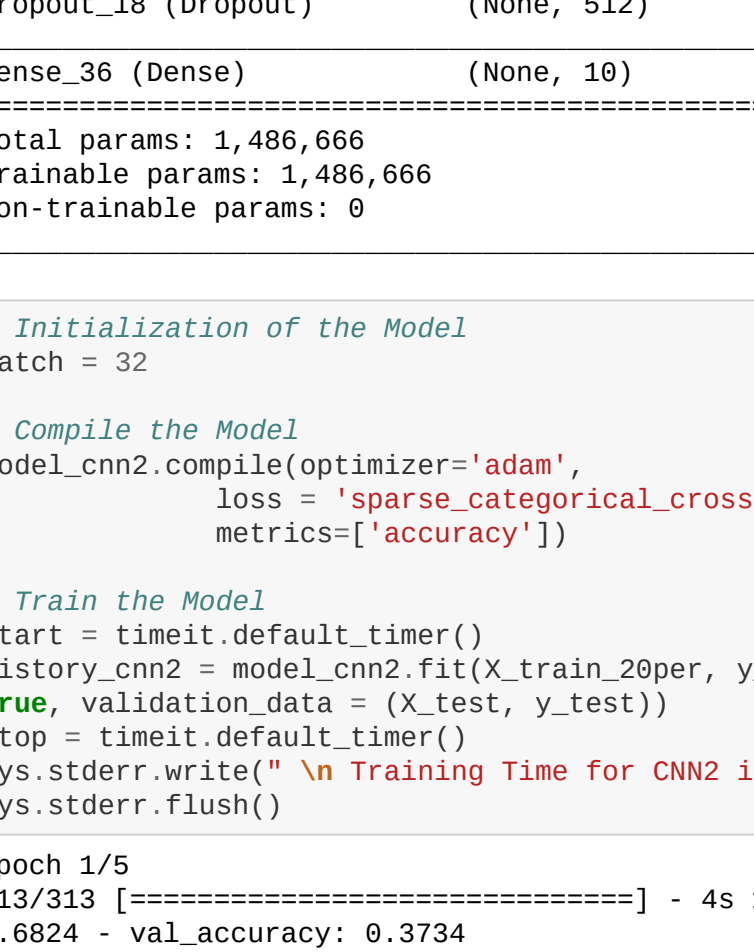 ropout_18 (Dropout) (None, 512)
ense_36 (Dense) (None, 10)
otal params: 1,486,666
rainable params: 1,486,666
on-trainable params: 0
Initialization of the Model
atch = 32
Compile the Model
odel_cnn2.compile(optimizer='adam',
loss = 'sparse_categorical_cross
metrics=['accuracy'])
Train the Model
tart = timeit.default_timer()
istory_cnn2 = model_cnn2.fit(X_train_20per, y_
rue, validation_data = (X_test, y_test))
top = timeit.default_timer()
ys.stderr.write(" \n Training Time for CNN2 i
ys.stderr.flush()
poch 1/5
13/313 [==============================] - 4s 1
.6824 - val_accuracy: 0.3734